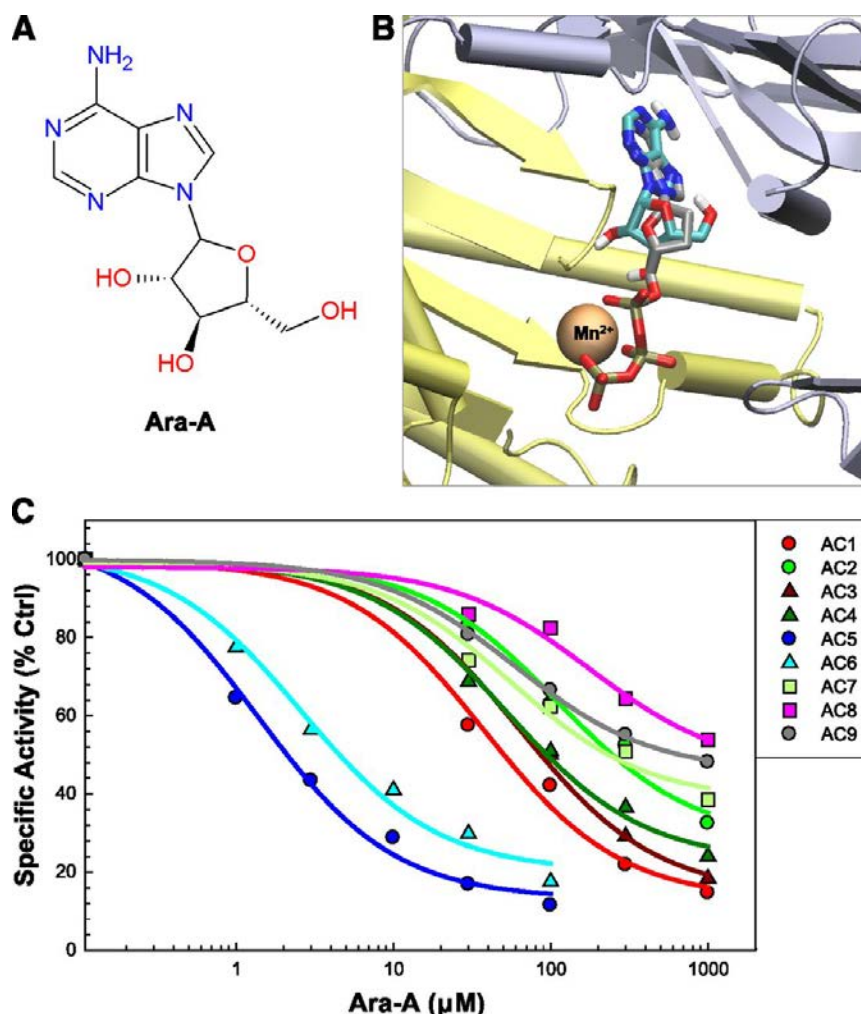 A
NH2
N
N
N
N
O
HO
OH
HO
Ara-A
B
Mn2+
C
100
80
60
40
20
0
Specific Activity (% Ctrl)
1
10
100
1000
Ara-A (µM)
AC1
AC2
AC3
AC4
AC5
AC6
AC7
AC8
AC9